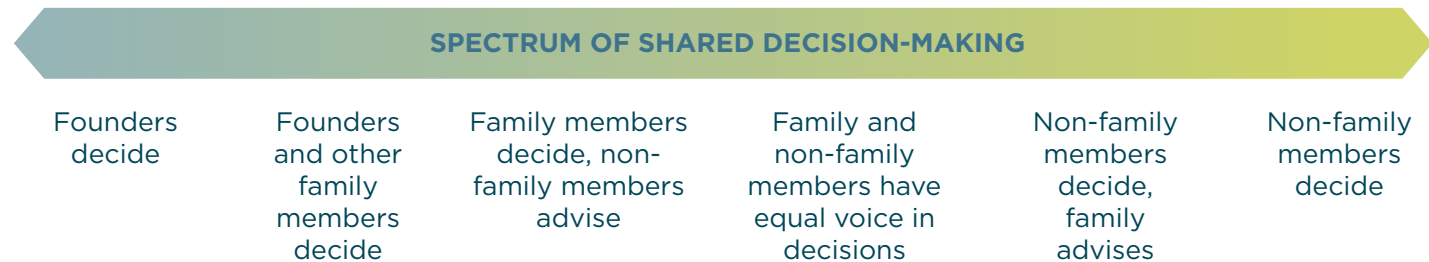 SPECTRUM OF SHARED DECISION-MAKING
Founders
decide
Founders
and other
family
members
decide
Family members
decide, non-
family members
advise
Family and
non-family
members have
equal voice in
decisions
Non-family
members
decide,
family
advises
Non-family
members
decide